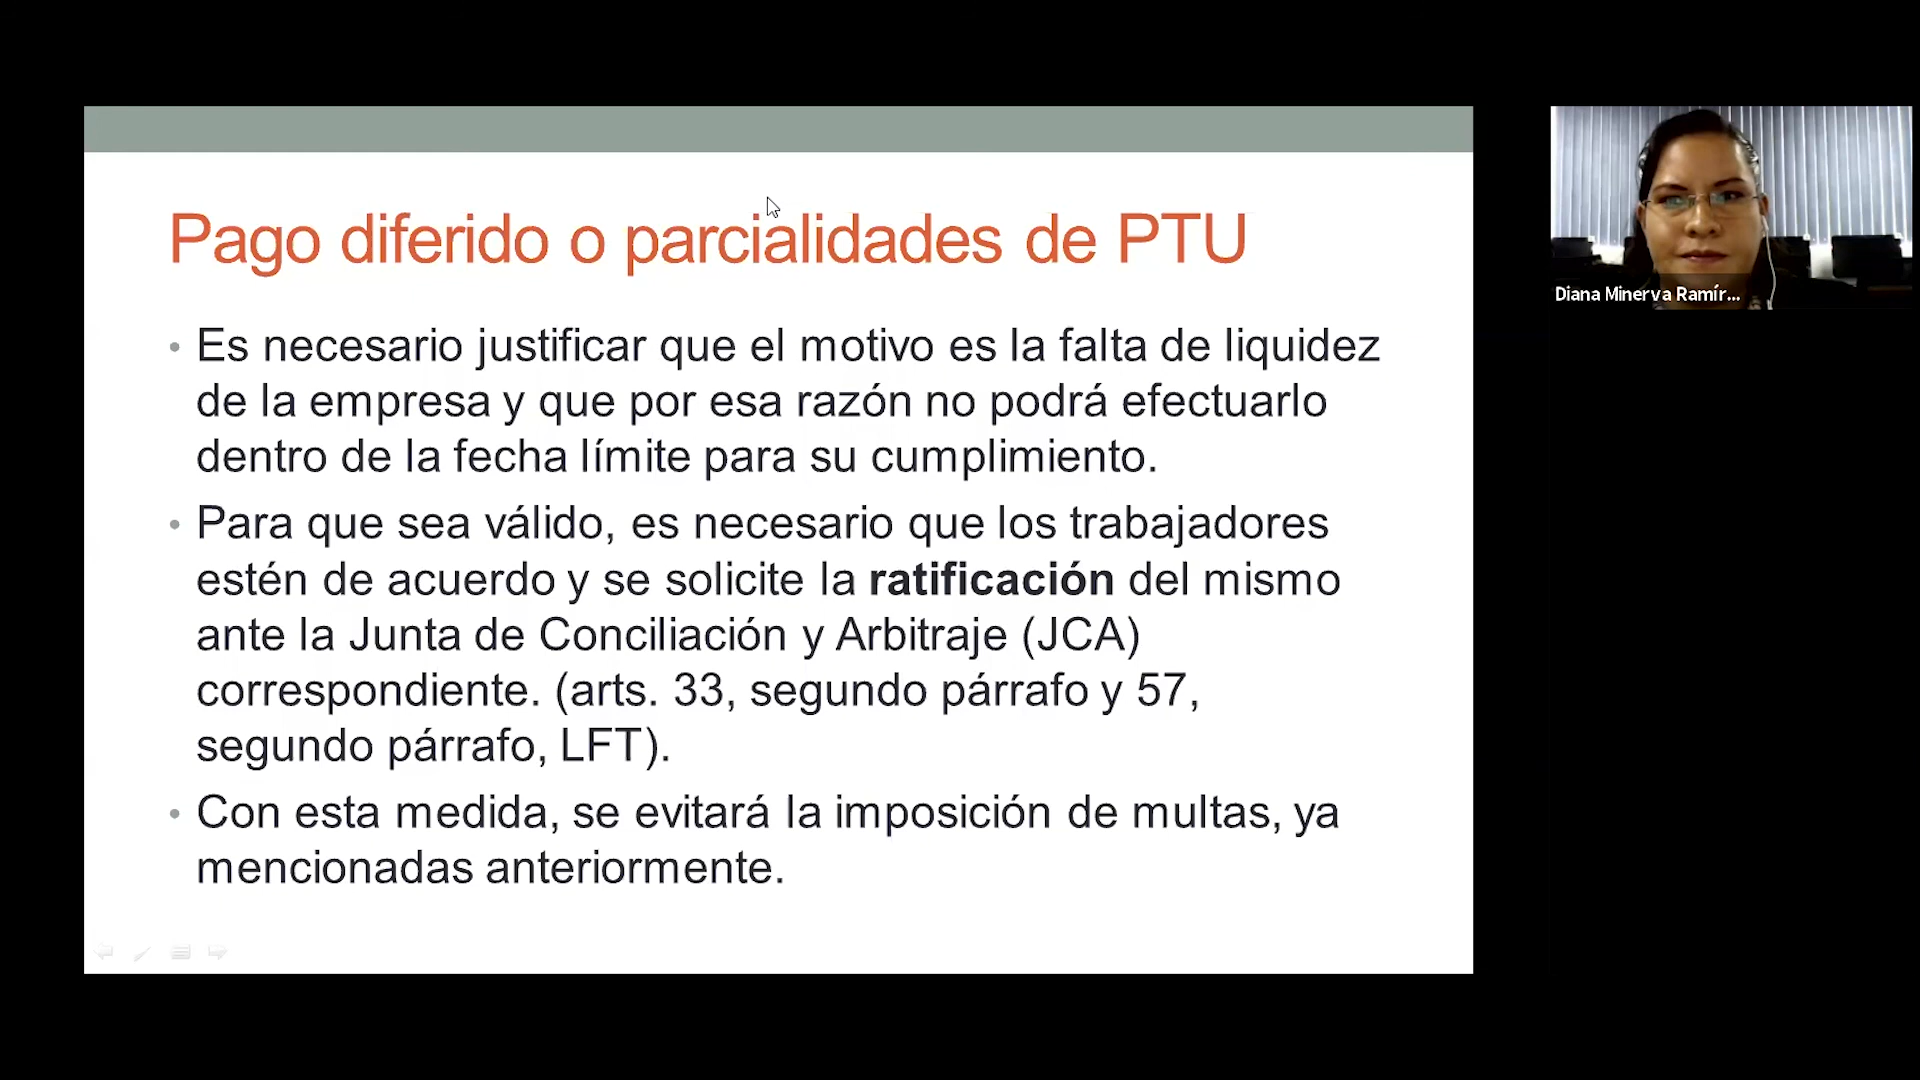 Pago diferido o parcialidades de PTU
• Es necesario justificar que el motivo es la falta de liquidez
de la empresa y que por esa razón no podrá efectuarlo
dentro de la fecha límite para su cumplimiento.
• Para que sea válido, es necesario que los trabajadores
estén de acuerdo y se solicite la ratificación del mismo
ante la Junta de Conciliación y Arbitraje (JCA)
correspondiente. (arts. 33, segundo párrafo y 57,
segundo párrafo, LFT).
• Con esta medida, se evitará la imposición de multas, ya
mencionadas anteriormente.
Diana Minerva Ramír...